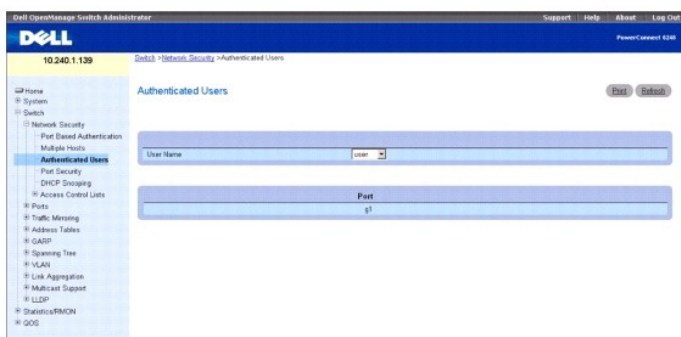 Dell OpenManage Switch Administrator
Support Help About Log Out
DELL
PowerConnect 6248
10.240.1.139
Switch >Network Security >Authenticated Users
Home
System
Switch
Network Security
Port Based Authentication
Multiple Hosts
Authenticated Users
Port Security
DHCP Snooping
Access Control Lists
Ports
Traffic Mirroring
Address Tables
GARP
Spanning Tree
VLAN
Link Aggregation
Multicast Support
LLDP
Statistics/RMON
QOS
Authenticated Users
Print Refresh
User Name user
Port
g1